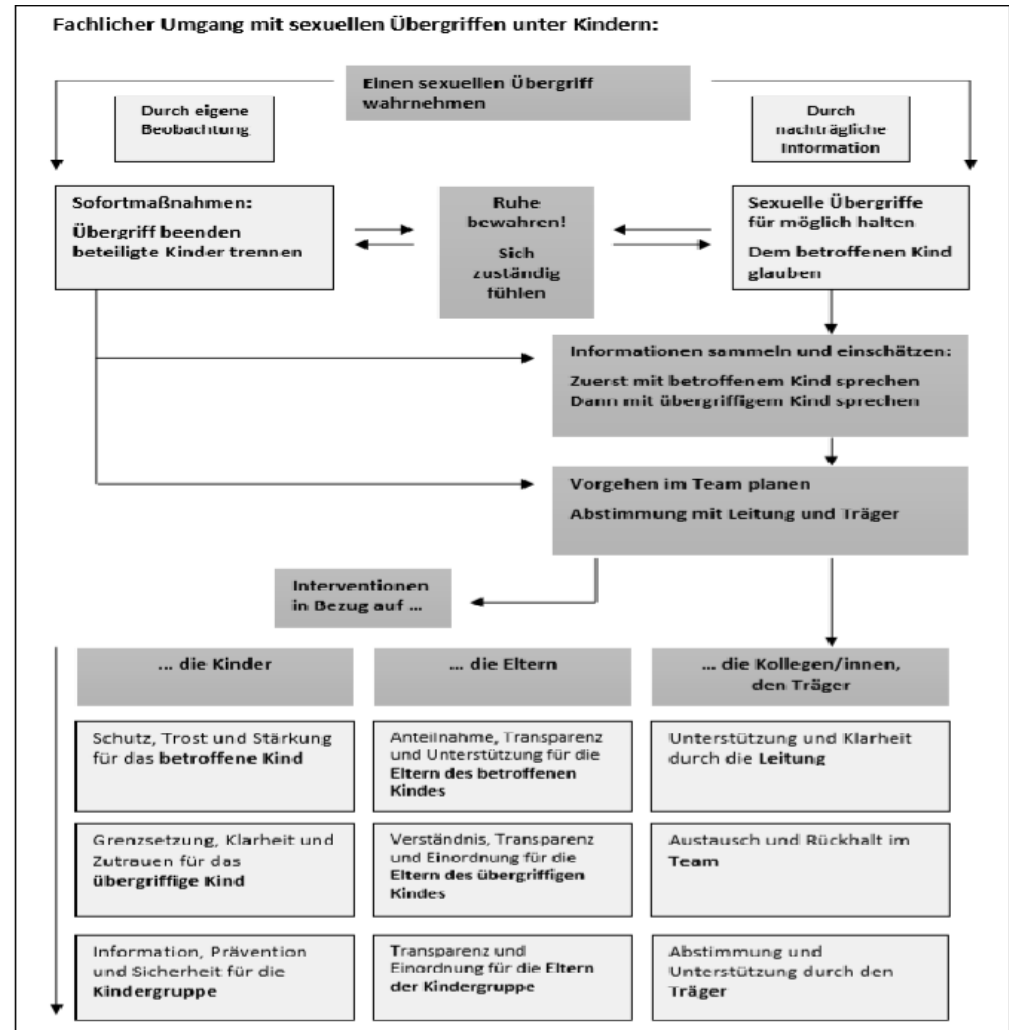 Fachlicher Umgang mit sexuellen Übergriffen unter Kindern:
Einen sexuellen Übergriff
wahrnehmen
Durch eigene
Beobachtung
Durch
nachträgliche
Information
Sofortmaßnahmen:
Übergriff beenden
beteiligte Kinder trennen
Ruhe
bewahren!
Sich
zuständig
fühlen
Sexuelle Übergriffe
für möglich halten
Dem betroffenen Kind
glauben
Informationen sammeln und einschätzen:
Zuerst mit betroffenem Kind sprechen
Dann mit übergriffigem Kind sprechen
Vorgehen im Team planen
Abstimmung mit Leitung und Träger
Interventionen
in Bezug auf ...
... die Kinder
... die Eltern
... die Kollegen/innen,
den Träger
Schutz, Trost und Stärkung
für das betroffene Kind
Anteilnahme, Transparenz
und Unterstützung für die
Eltern des betroffenen
Kindes
Unterstützung und Klarheit
durch die Leitung
Grenzsetzung, Klarheit und
Zutrauen für das
übergriffige Kind
Verständnis, Transparenz
und Einordnung für die
Eltern des übergriffigen
Kindes
Austausch und Rückhalt im
Team
Information, Prävention
und Sicherheit für die
Kindergruppe
Transparenz und
Einordnung für die Eltern
der Kindergruppe
Abstimmung und
Unterstützung durch den
Träger